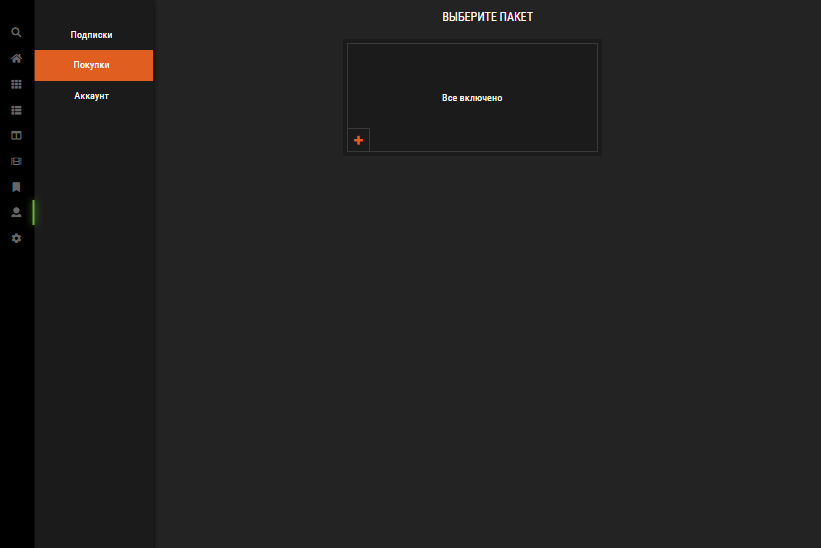 Подписки
Покупки
Аккаунт
ВЫБЕРИТЕ ПАКЕТ
Все включено